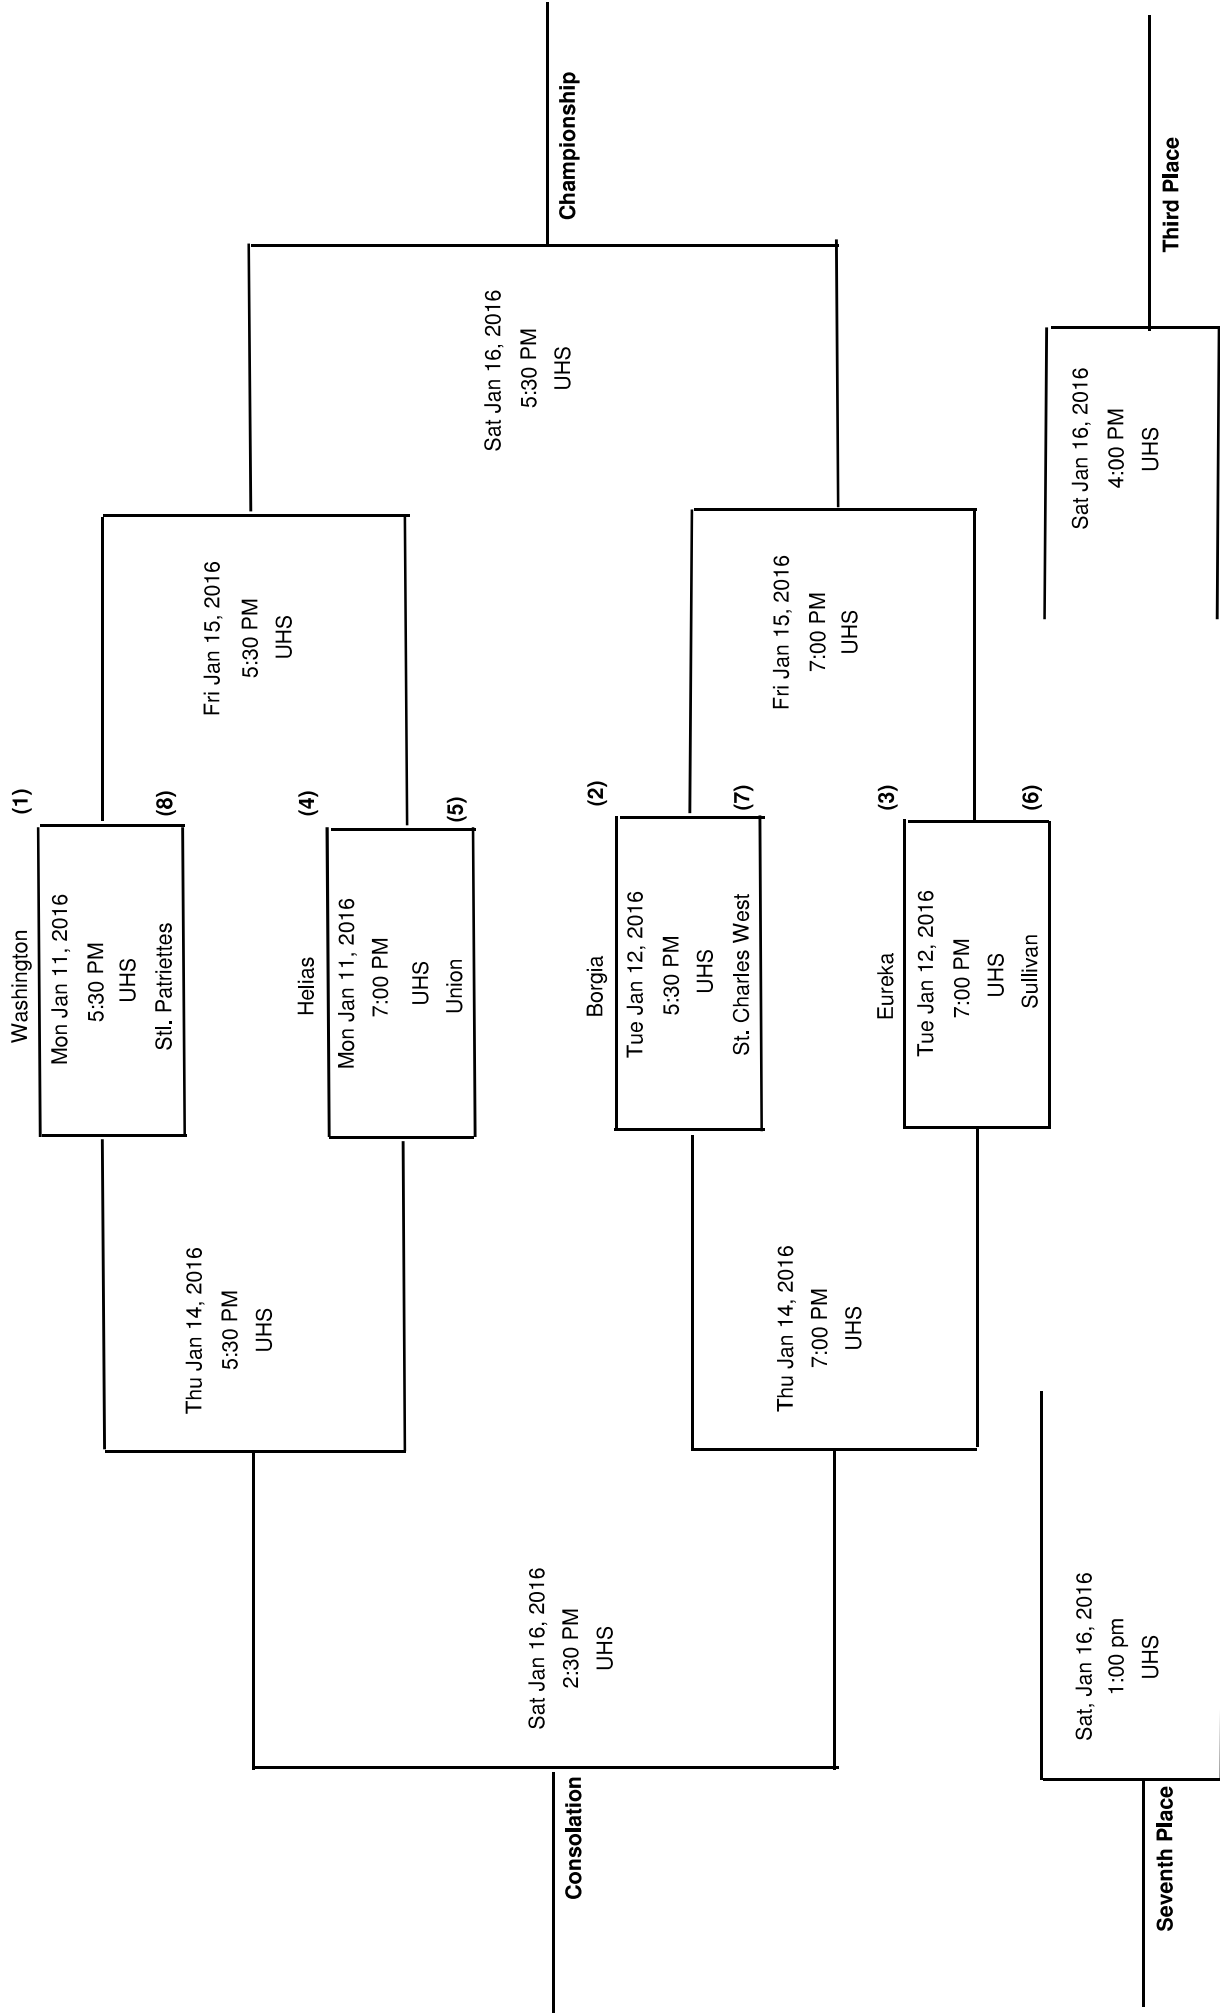 Washington
(1)
Mon Jan 11, 2016
5:30 PM
UHS
Stl. Patriettes
(8)
Helias
(4)
Mon Jan 11, 2016
7:00 PM
UHS
Union
(5)
Borgia
(2)
Tue Jan 12, 2016
5:30 PM
UHS
St. Charles West
(7)
Eureka
(3)
Tue Jan 12, 2016
7:00 PM
UHS
Sullivan
(6)
Thu Jan 14, 2016
5:30 PM
UHS
Thu Jan 14, 2016
7:00 PM
UHS
Fri Jan 15, 2016
5:30 PM
UHS
Fri Jan 15, 2016
7:00 PM
UHS
Sat Jan 16, 2016
2:30 PM
UHS
Consolation
Sat Jan 16, 2016
5:30 PM
UHS
Championship
Sat, Jan 16, 2016
1:00 pm
UHS
Seventh Place
Sat Jan 16, 2016
4:00 PM
UHS
Third Place